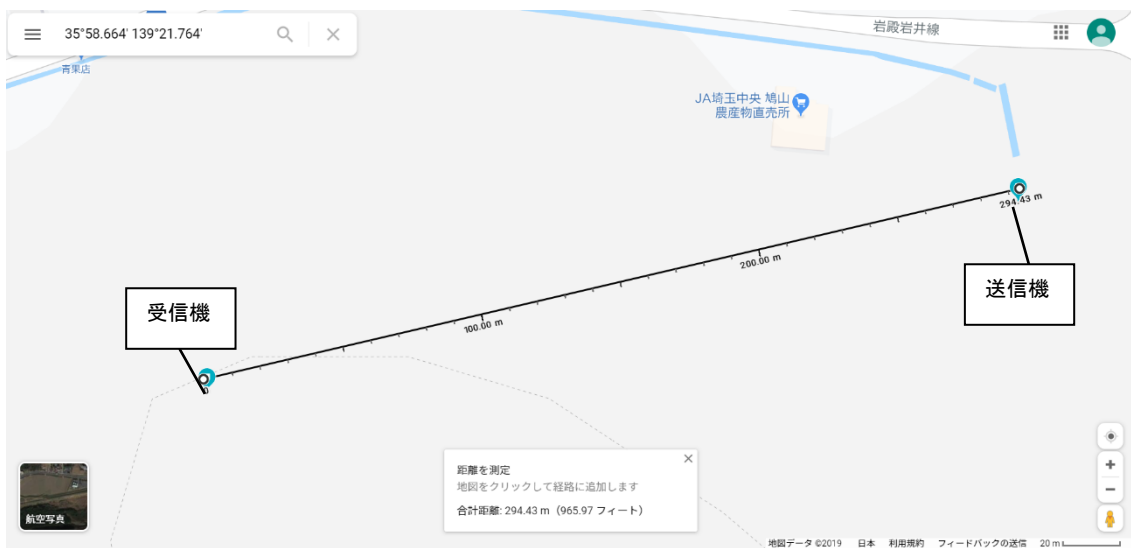 35°58.664' 139°21.764'
岩殿岩井線
青果店
JA埼玉中央 鳩山
農産物直売所
294.43 m
200.00 m
送信機
受信機
100.00 m
0
距離を測定
地図をクリックして経路に追加します
合計距離: 294.43 m（965.97 フィート）
航空写真
地図データ ©2019 日本 利用規約 フィードバックの送信 20 m